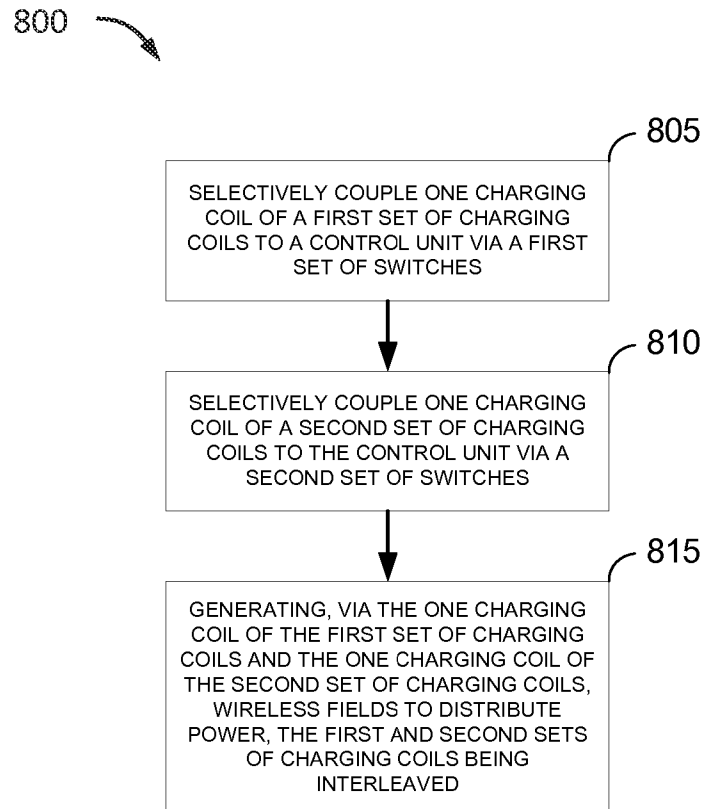 800
805
SELECTIVELY COUPLE ONE CHARGING
COIL OF A FIRST SET OF CHARGING
COILS TO A CONTROL UNIT VIA A FIRST
SET OF SWITCHES
810
SELECTIVELY COUPLE ONE CHARGING
COIL OF A SECOND SET OF CHARGING
COILS TO THE CONTROL UNIT VIA A
SECOND SET OF SWITCHES
815
GENERATING, VIA THE ONE CHARGING
COIL OF THE FIRST SET OF CHARGING
COILS AND THE ONE CHARGING COIL OF
THE SECOND SET OF CHARGING COILS,
WIRELESS FIELDS TO DISTRIBUTE
POWER, THE FIRST AND SECOND SETS
OF CHARGING COILS BEING
INTERLEAVED